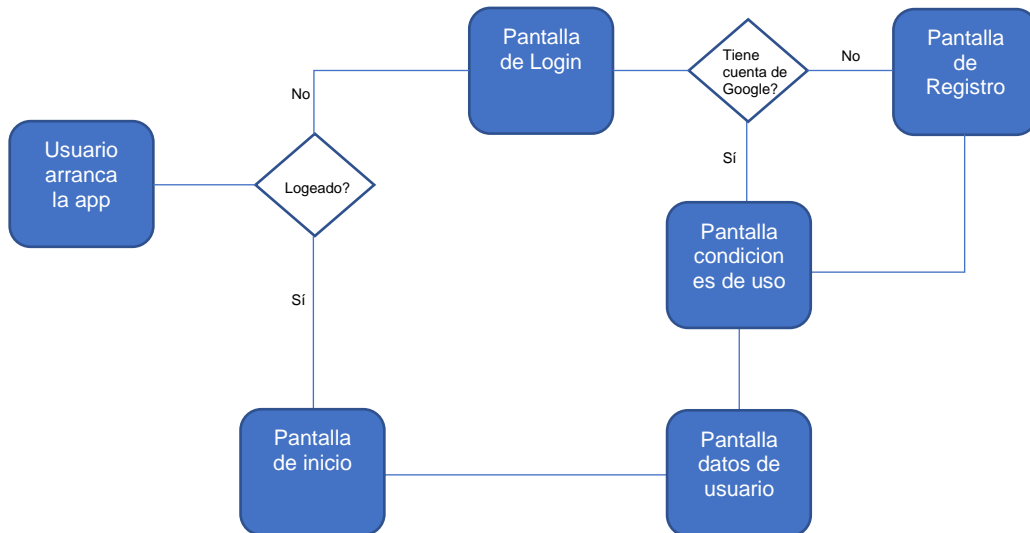 Pantalla
de Login
Tiene
cuenta de
Google?
No
Pantalla
de
Registro
No
Usuario
arranca
la app
Logeado?
Sí
Pantalla
condicion
es de uso
Sí
Pantalla
de inicio
Pantalla
datos de
usuario